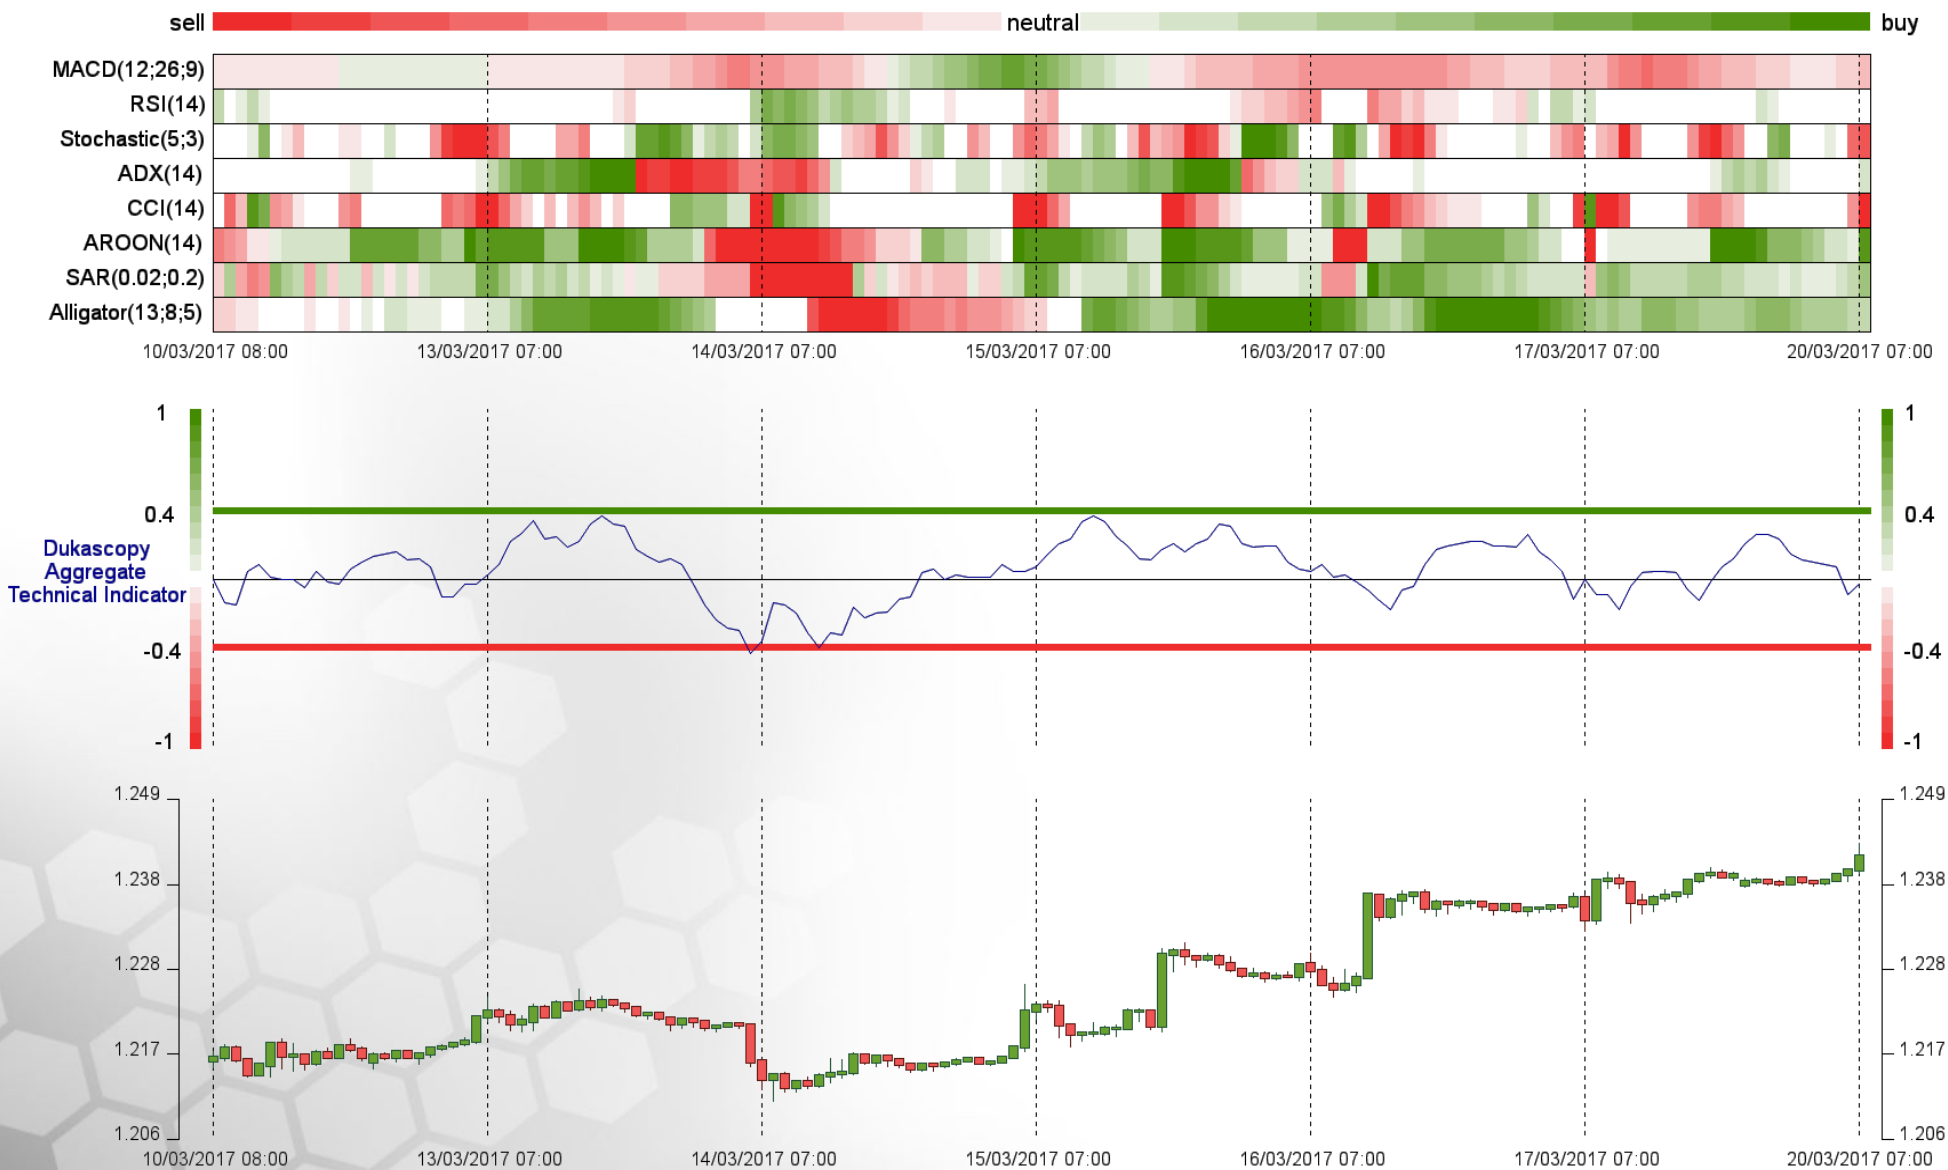 sell neutral buy
MACD(12;26;9)
RSI(14)
Stochastic(5;3)
ADX(14)
CCI(14)
AROON(14)
SAR(0.02;0.2)
Alligator(13;8;5)
10/03/2017 08:00 13/03/2017 07:00 14/03/2017 07:00 15/03/2017 07:00 16/03/2017 07:00 17/03/2017 07:00 20/03/2017 07:00
1 1
0.4 0.4
Dukascopy
Aggregate
Technical Indicator
-0.4 -0.4
-1 -1
1.249 1.249
1.238 1.238
1.228 1.228
1.217 1.217
1.206 1.206
10/03/2017 08:00 13/03/2017 07:00 14/03/2017 07:00 15/03/2017 07:00 16/03/2017 07:00 17/03/2017 07:00 20/03/2017 07:00